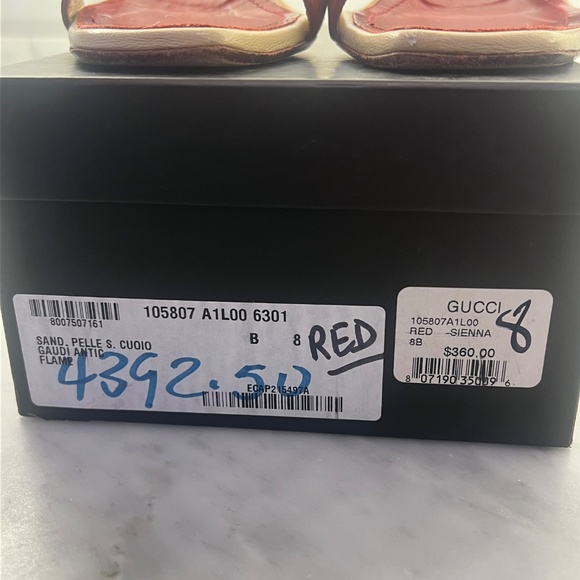 8007507161
105807 A1L00 6301
SAND. PELLE S. CUOIO B 8
GAUDI ANTIC
FLAME
RED
4392.50
ECAP215497A
GUCCI
105807A1L00
RED -SIENNA
8B
$360.00
8
8 07190 35009 6